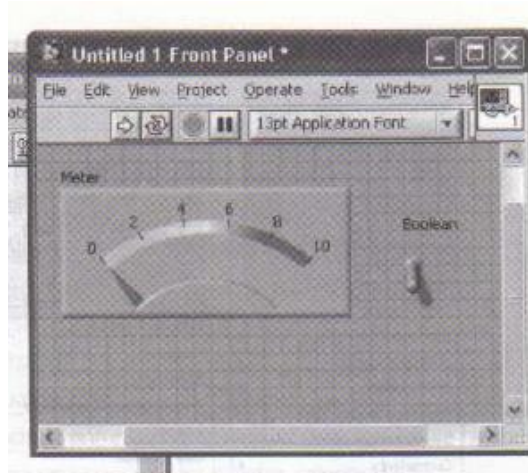 Untitled 1 Front Panel *
File Edit View Project Operate Tools Window Help
13pt Application Font
1
Meter
0 2 4 6 8 10
Boolean